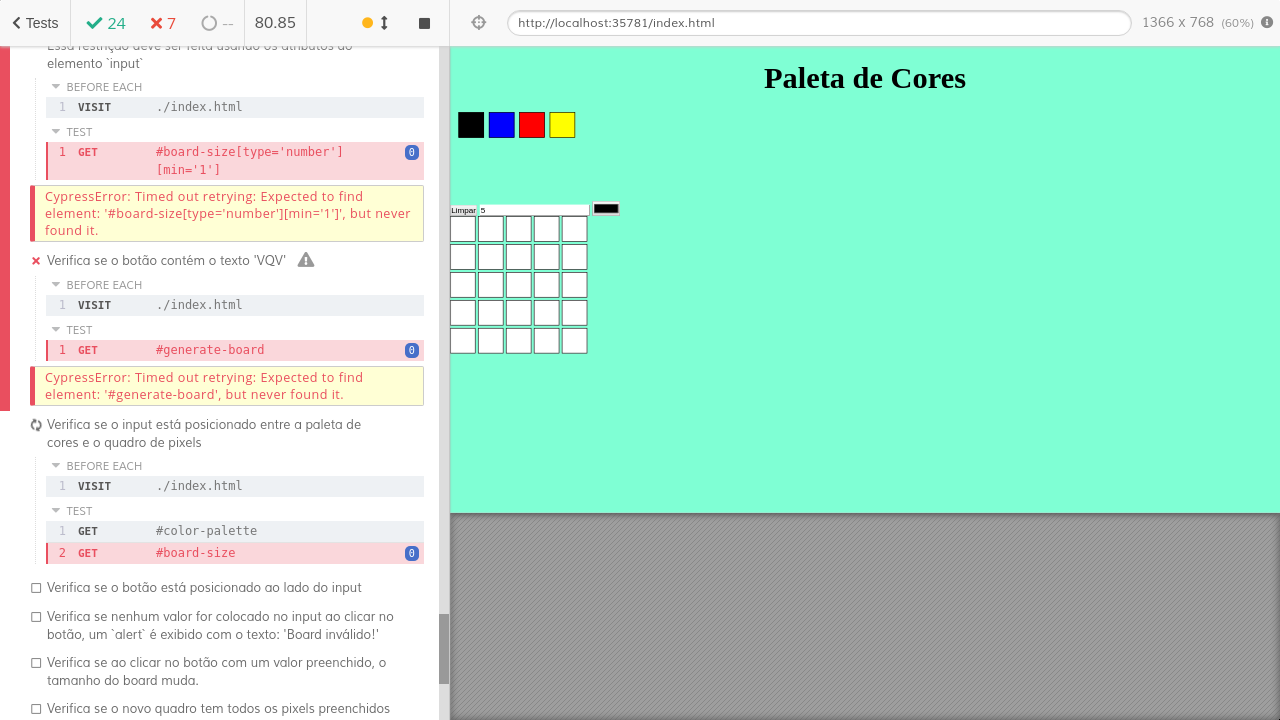 Tests
24
7
--
80.85
http://localhost:35781/index.html
1366 x 768 (60%)
Essa restrição deve ser feita usando os atributos do
elemento `input`
BEFORE EACH
1 VISIT ./index.html
TEST
1 GET #board-size[type='number']
[min='1'] 0
CypressError: Timed out retrying: Expected to find
element: '#board-size[type='number'][min='1']', but never
found it.
Verifica se o botão contém o texto 'VQV'
BEFORE EACH
1 VISIT ./index.html
TEST
1 GET #generate-board 0
CypressError: Timed out retrying: Expected to find
element: '#generate-board', but never found it.
Verifica se o input está posicionado entre a paleta de
cores e o quadro de pixels
BEFORE EACH
1 VISIT ./index.html
TEST
1 GET #color-palette
2 GET #board-size 0
Verifica se o botão está posicionado ao lado do input
Verifica se nenhum valor for colocado no input ao clicar no
botão, um `alert` é exibido com o texto: 'Board inválido!'
Verifica se ao clicar no botão com um valor preenchido, o
tamanho do board muda.
Verifica se o novo quadro tem todos os pixels preenchidos
Paleta de Cores
Limpar 5